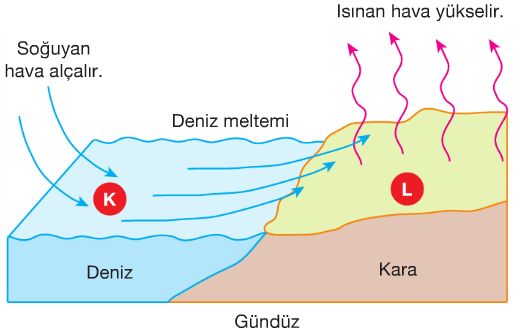 Isınan hava yükselir.
Soğuyan
hava alçalır.
Deniz meltemi
K
L
Deniz
Kara
Gündüz